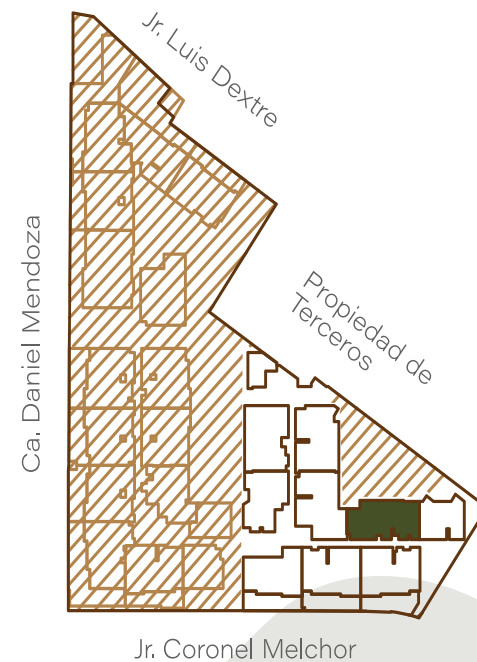 Jr. Luis Dextre
Ca. Daniel Mendoza
Propiedad de
Terceros
Jr. Coronel Melchor